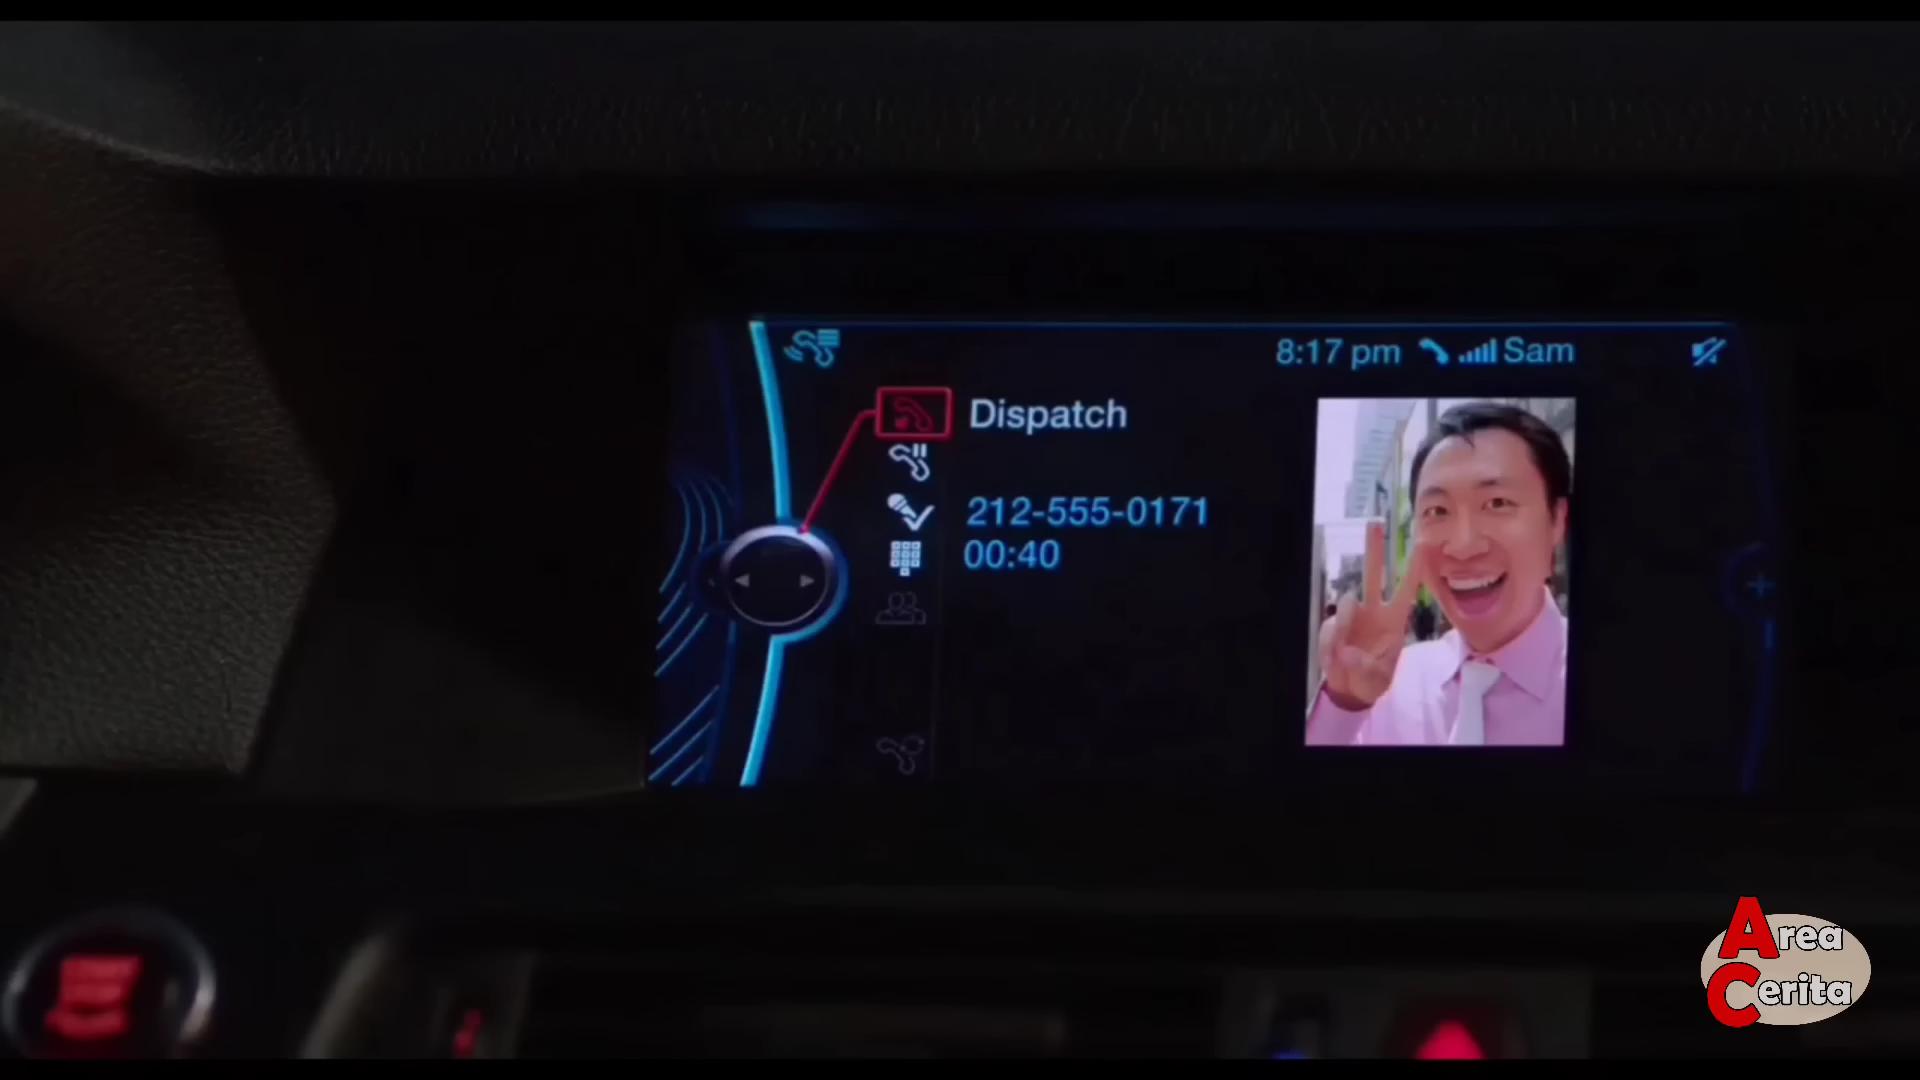 8:17 pm Sam
Dispatch
212-555-0171
00:40
Area
Cerita